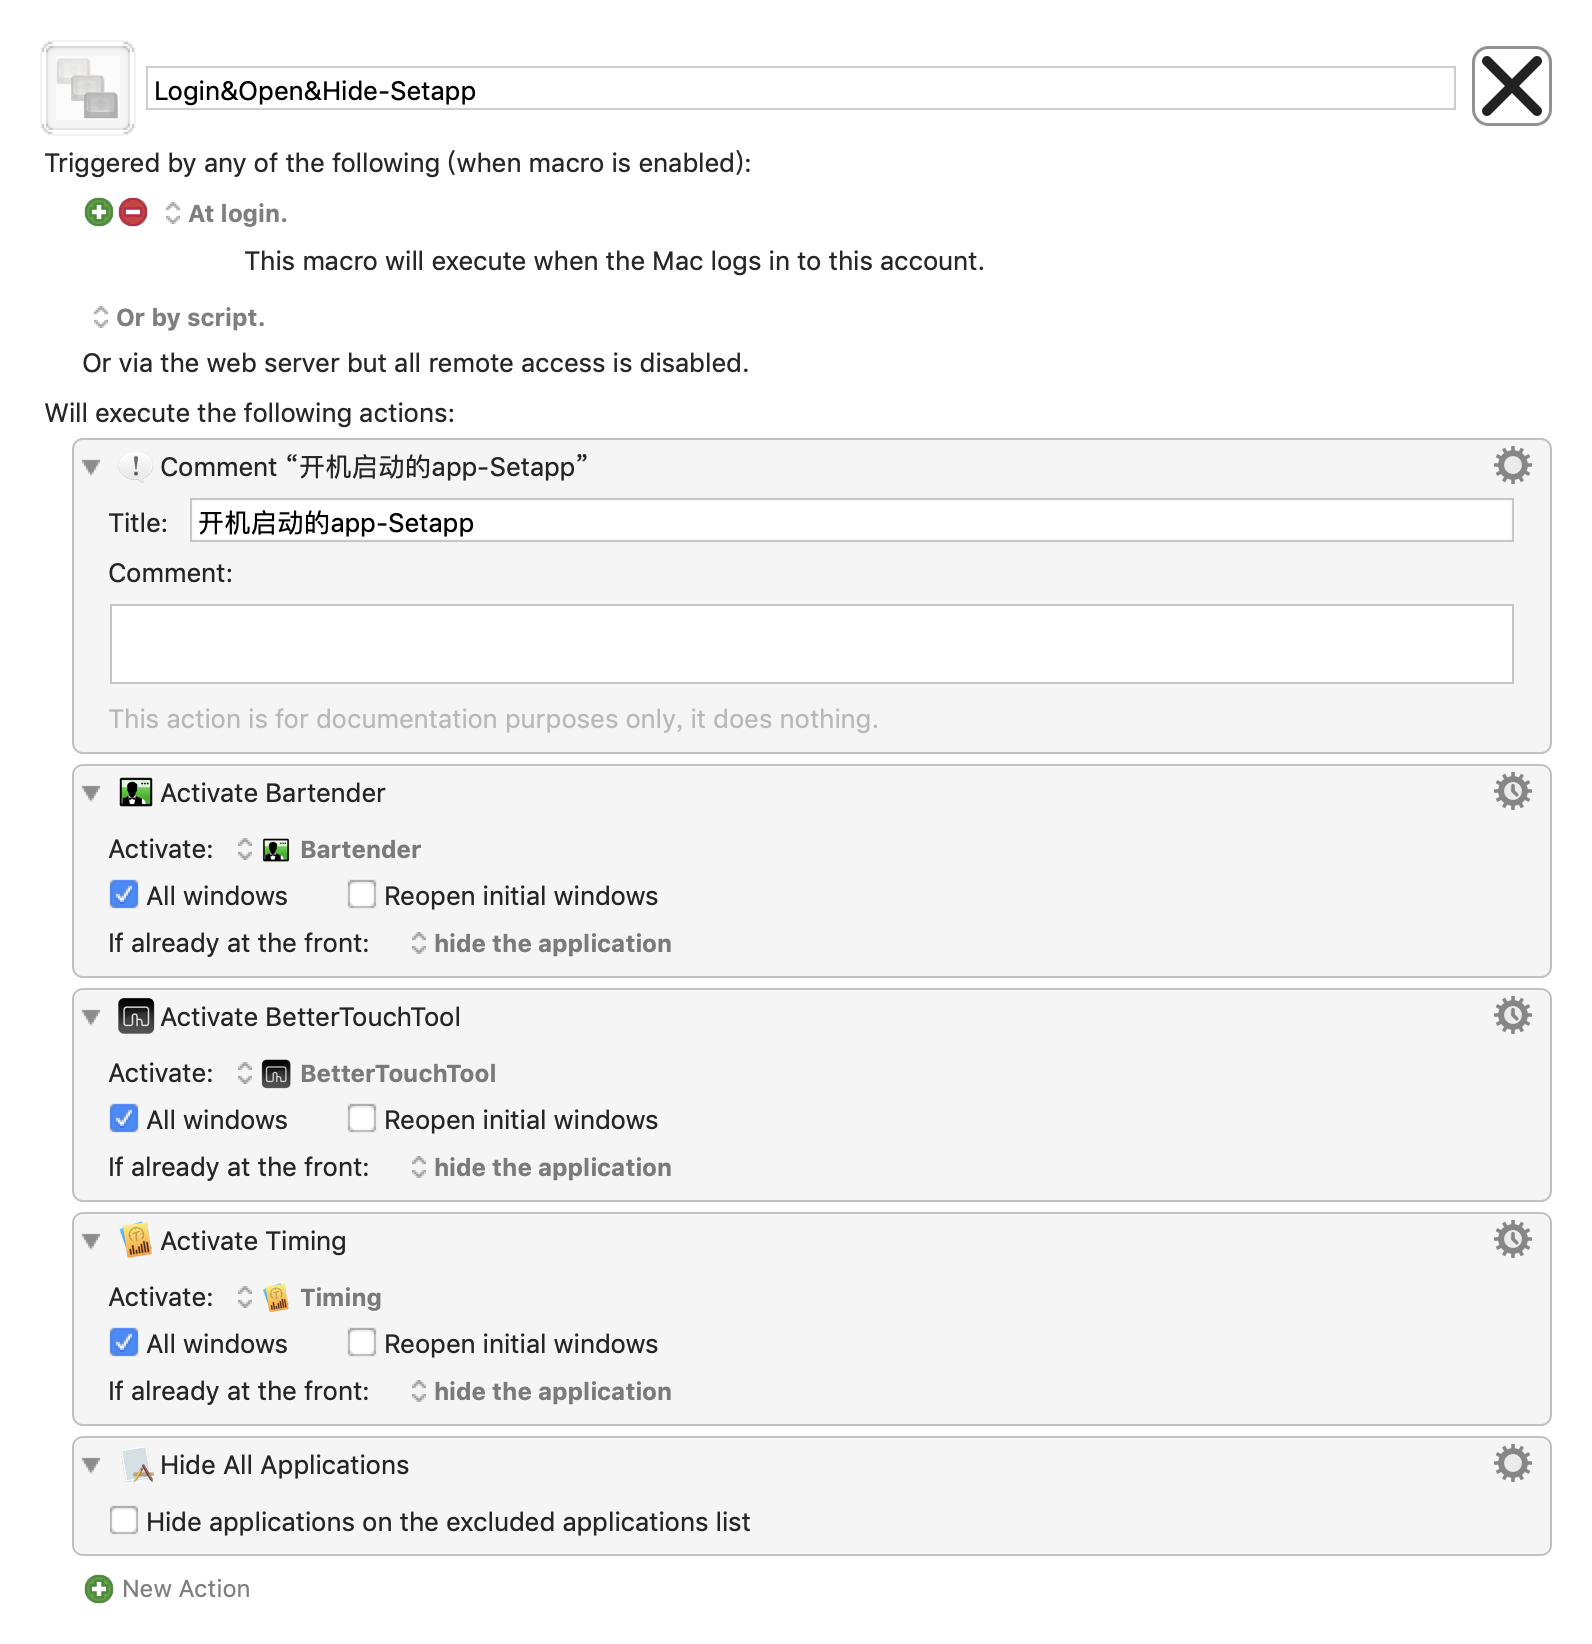 Login&Open&Hide-Setapp
Triggered by any of the following (when macro is enabled):
At login.
This macro will execute when the Mac logs in to this account.
Or by script.
Or via the web server but all remote access is disabled.
Will execute the following actions:
! Comment “开机启动的app-Setapp”
Title: 开机启动的app-Setapp
Comment:
This action is for documentation purposes only, it does nothing.
Activate Bartender
Activate: Bartender
All windows Reopen initial windows
If already at the front: hide the application
Activate BetterTouchTool
Activate: BetterTouchTool
All windows Reopen initial windows
If already at the front: hide the application
Activate Timing
Activate: Timing
All windows Reopen initial windows
If already at the front: hide the application
Hide All Applications
Hide applications on the excluded applications list
New Action